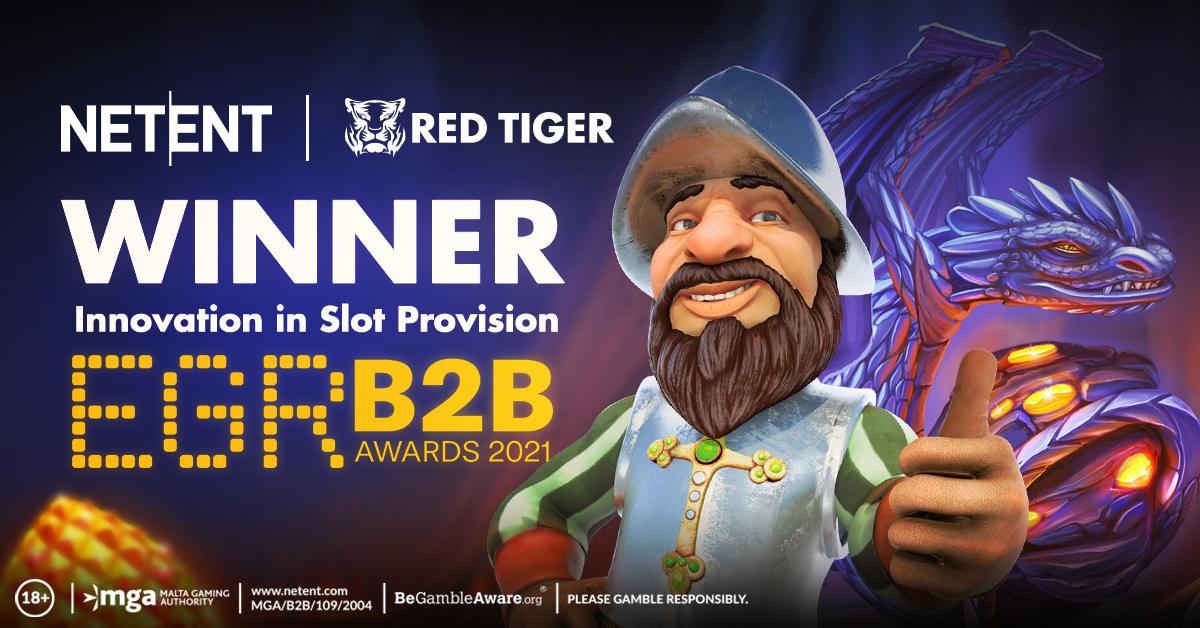 NETENT
RED TIGER
WINNER
Innovation in Slot Provision
EGR B2B
AWARDS 2021
18+
mga MALTA GAMING
AUTHORITY
www.netent.com
MGA/B2B/109/2004
BeGambleAware.org®
PLEASE GAMBLE RESPONSIBLY.